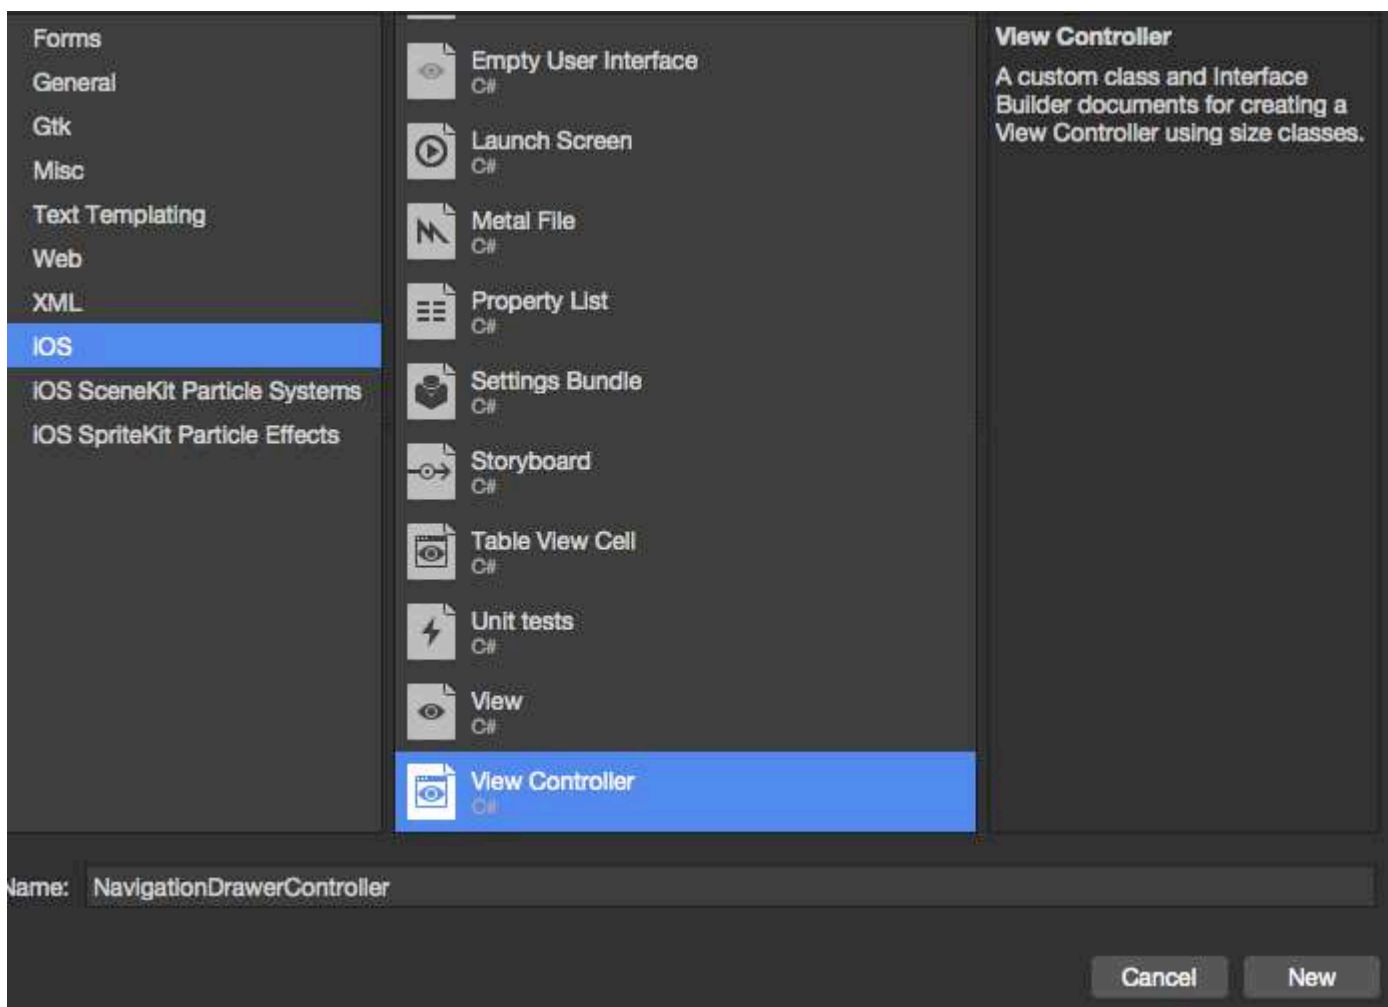 Forms
General
Gtk
Misc
Text Templating
Web
XML
iOS
iOS SceneKit Particle Systems
iOS SpriteKit Particle Effects
Empty User Interface
C#
Launch Screen
C#
Metal File
C#
Property List
C#
Settings Bundle
C#
Storyboard
C#
Table View Cell
C#
Unit tests
C#
View
C#
View Controller
C#
View Controller
A custom class and Interface
Builder documents for creating a
View Controller using size classes.
Name: NavigationDrawerController
Cancel New